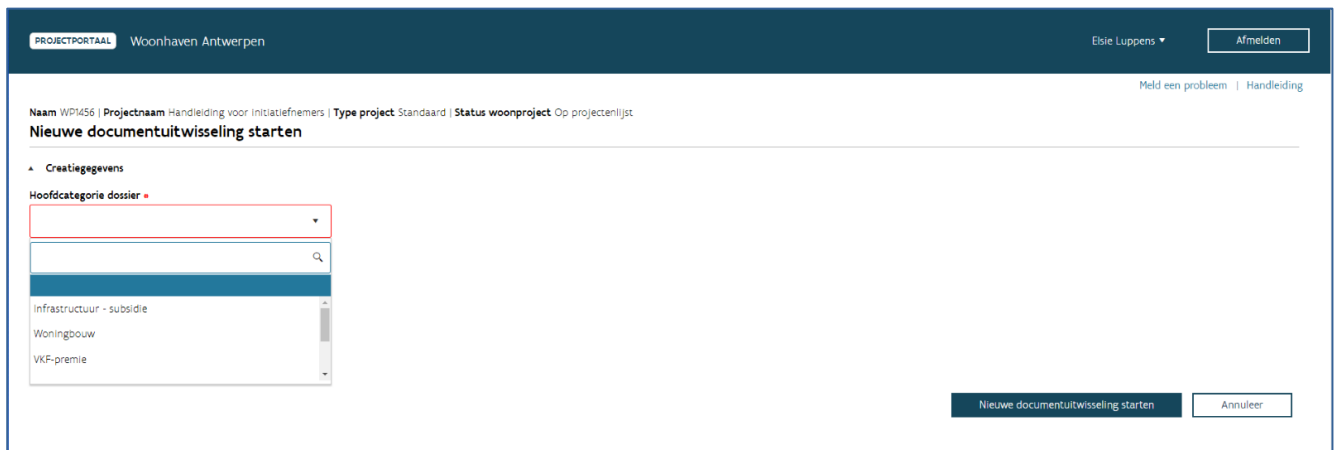 PROJECTPORTAAL Woonhaven Antwerpen Elsie Luppens Afmelden
Meld een probleem | Handleiding
Naam WP1456 | Projectnaam Handleiding voor initiatiefnemers | Type project Standaard | Status woonproject Op projectenlijst
Nieuwe documentuitwisseling starten
Creatiegegevens
Hoofdcategorie dossier
Infrastructuur - subsidie
Woningbouw
VKF-premie
Nieuwe documentuitwisseling starten Annuleer